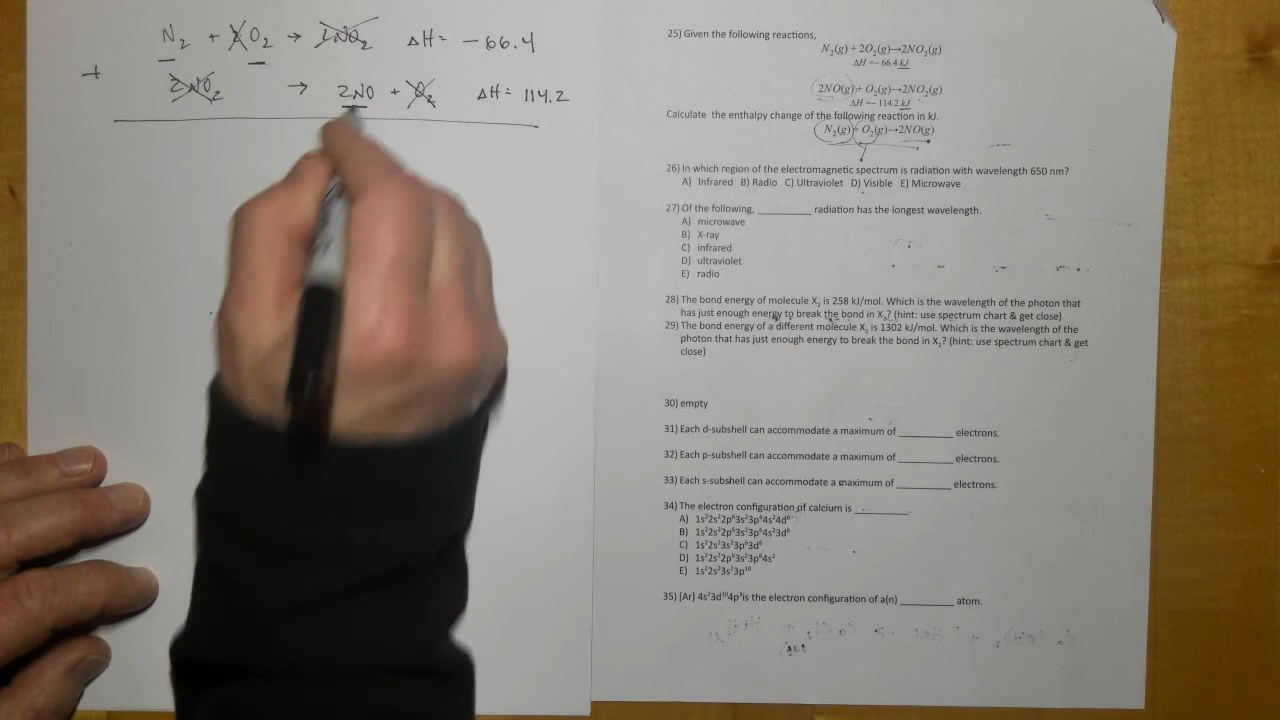 N₂ + 2O₂ → 2NO₂ ΔH = -66.4
+ 2NO₂ → 2NO + O₂ ΔH = 114.2
25) Given the following reactions,
N₂(g) + 2O₂(g)→2NO₂(g)
ΔH =– 66.4 kJ
2NO(g) + O₂(g)→2NO₂(g)
ΔH =– 114.2 kJ
Calculate the enthalpy change of the following reaction in kJ.
N₂(g) + O₂(g)→2NO(g)
26) In which region of the electromagnetic spectrum is radiation with wavelength 650 nm?
A) Infrared B) Radio C) Ultraviolet D) Visible E) Microwave
27) Of the following, ________ radiation has the longest wavelength.
A) microwave
B) X-ray
C) infrared
D) ultraviolet
E) radio
28) The bond energy of molecule X₂ is 258 kJ/mol. Which is the wavelength of the photon that
has just enough energy to break the bond in X₂? (hint: use spectrum chart & get close)
29) The bond energy of a different molecule X₂ is 1302 kJ/mol. Which is the wavelength of the
photon that has just enough energy to break the bond in X₂? (hint: use spectrum chart & get
close)
30) empty
31) Each d-subshell can accommodate a maximum of ________ electrons.
32) Each p-subshell can accommodate a maximum of ________ electrons.
33) Each s-subshell can accommodate a maximum of ________ electrons.
34) The electron configuration of calcium is ________.
A) 1s²2s²2p⁶3s²3p⁶4s²4d⁶
B) 1s²2s²2p⁶3s²3p⁶4s²3d⁶
C) 1s²2s²3s²3p⁶3d⁶
D) 1s²2s²2p⁶3s²3p⁶4s²
E) 1s²2s²3s²3p¹⁰
35) [Ar] 4s²3d¹⁰4p³is the electron configuration of a(n) ________ atom.